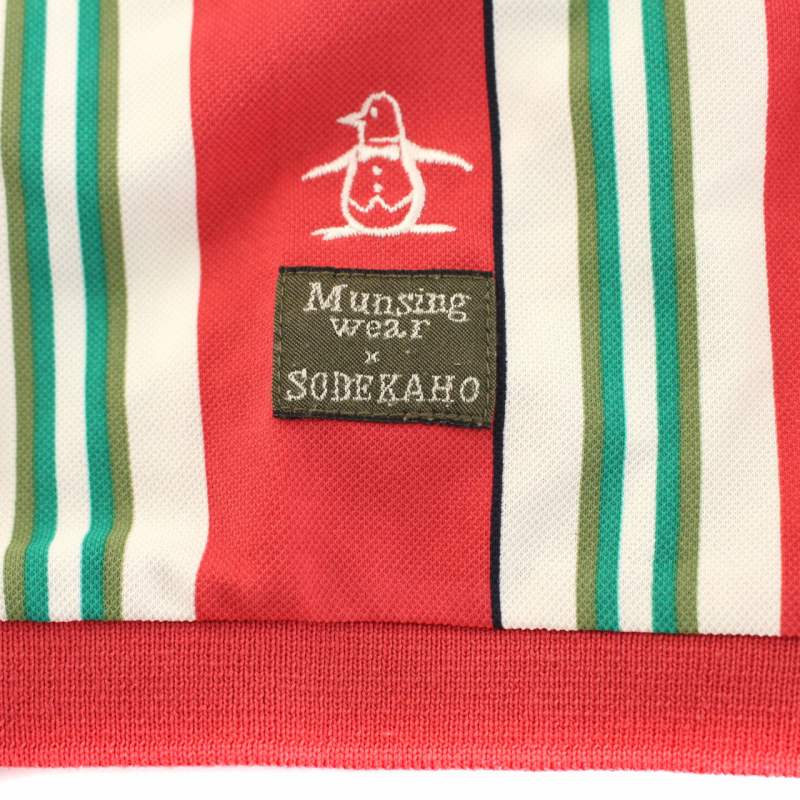 Munsing
wear
×
SODEKAHO